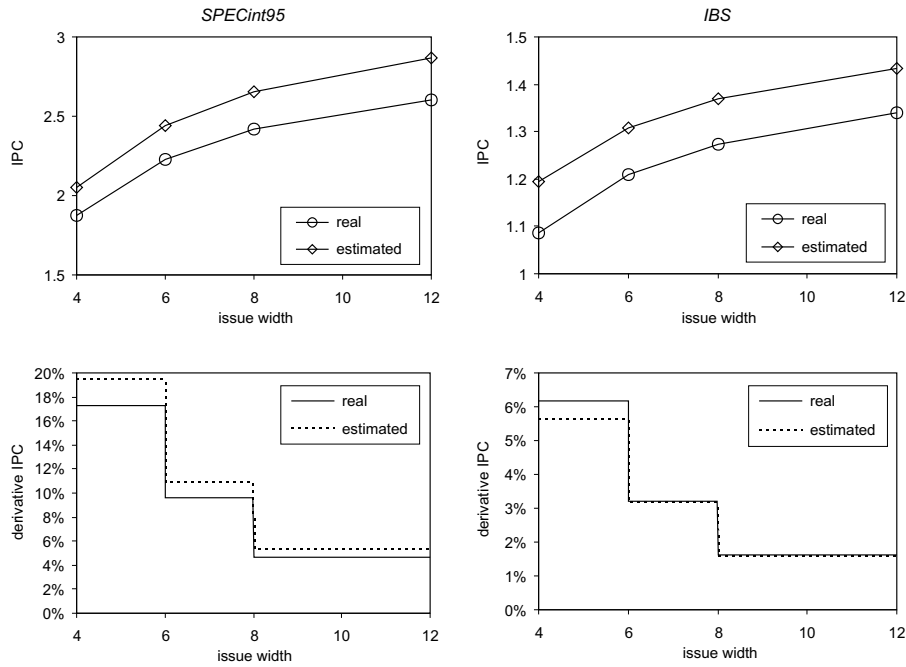 SPECint95
3
2.5
2
1.5
IPC
4
6
8
10
12
issue width
real
estimated
IBS
1.5
1.4
1.3
1.2
1.1
1
IPC
4
6
8
10
12
issue width
real
estimated
20%
18%
16%
14%
12%
10%
8%
6%
4%
2%
0%
derivative IPC
4
6
8
10
12
issue width
real
estimated
7%
6%
5%
4%
3%
2%
1%
0%
derivative IPC
4
6
8
10
12
issue width
real
estimated